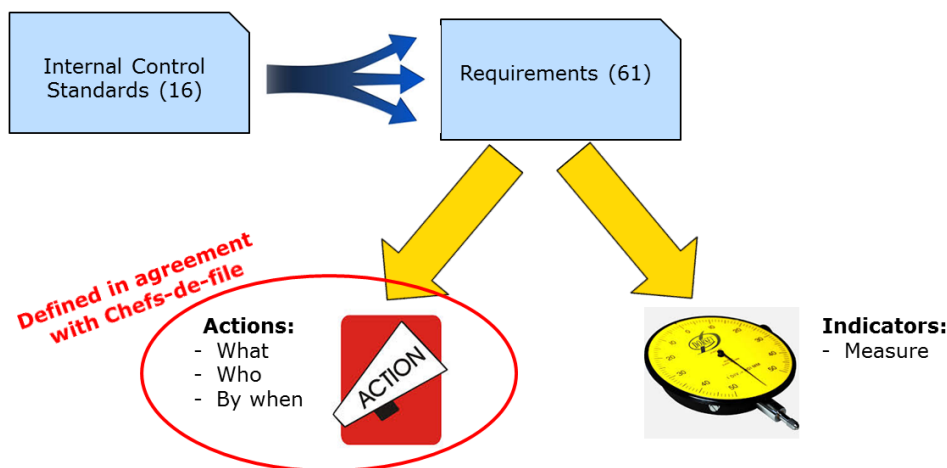 Internal Control
Standards (16)
Requirements (61)
Defined in agreement
with Chefs-de-file
Actions:
- What
- Who
- By when
ACTION
Indicators:
- Measure